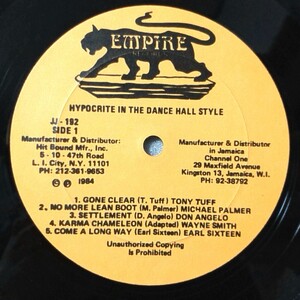 EMPIRE
HYPOCRITE IN THE DANCE HALL STYLE
JJ-192
SIDE 1
Manufacturer & Distributor:
Hit Bound Mfr., Inc.
5 - 10 - 47th Road
L. I. City, N.Y. 11101
PH: 212-361-9653
Manufacturer & Distributnr
in Jamaica
Channel One
29 Maxfield Avenue
Kingston 13, Jamaica, W.I.
PH: 92-38792
1984
1. GONE CLEAR (T. Tuff) TONY TUFF
2. NO MORE LEAN BOOT (M. Palmer) MICHAEL PALMER
3. SETTLEMENT (D. Angelo) DON ANGELO
4. KARMA CHAMELEON (Adapted) WAYNE SMITH
5. COME A LONG WAY (Earl Sixteen) EARL SIXTEEN
Unauthorized Copying
Is Prohibited